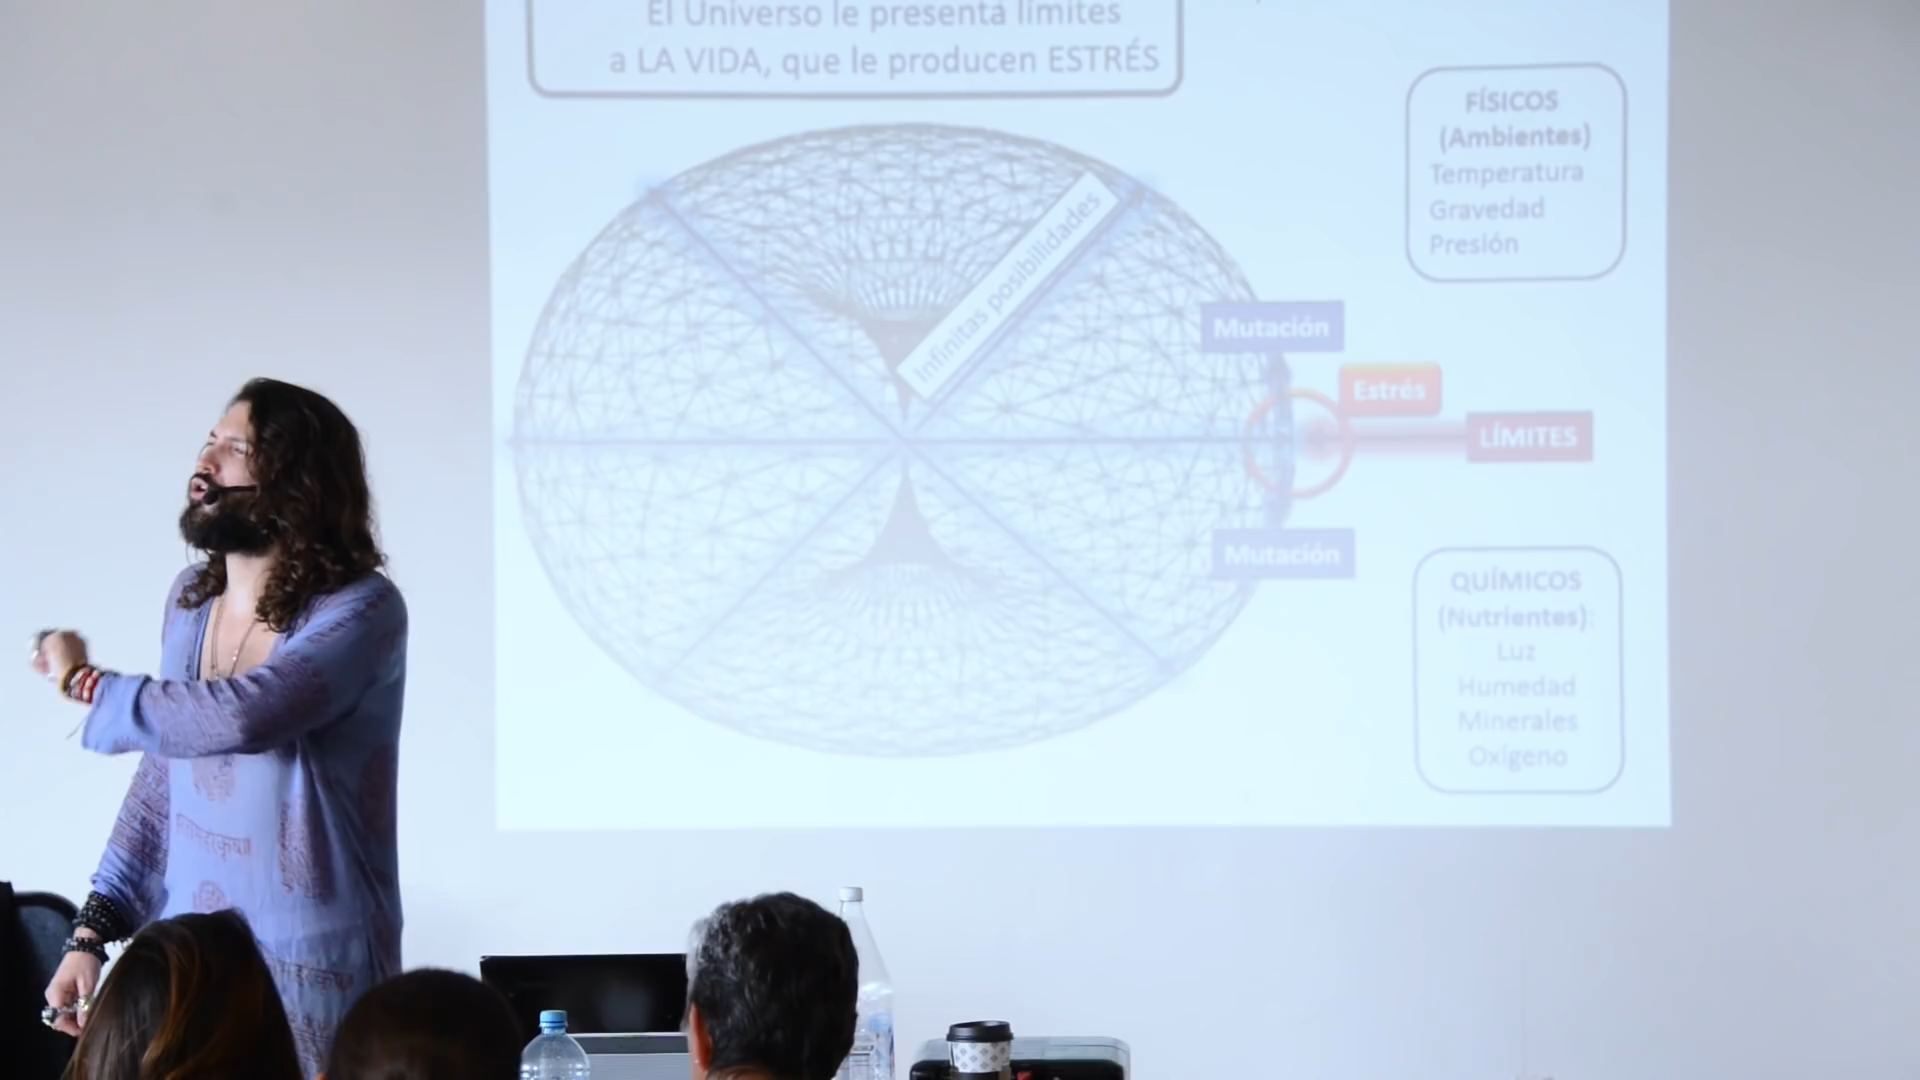 El Universo le presenta límites
a LA VIDA, que le producen ESTRÉS
FÍSICOS
(Ambientes)
Temperatura
Gravedad
Presión
Infinitas posibilidades
Mutación
Estrés
LÍMITES
Mutación
QUÍMICOS
(Nutrientes):
Luz
Humedad
Minerales
Oxígeno